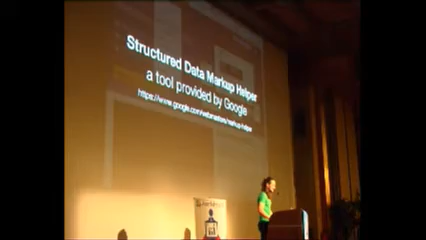 Structured Data Markup Helper
a tool provided by Google
https://www.google.com/webmasters/markup-helper